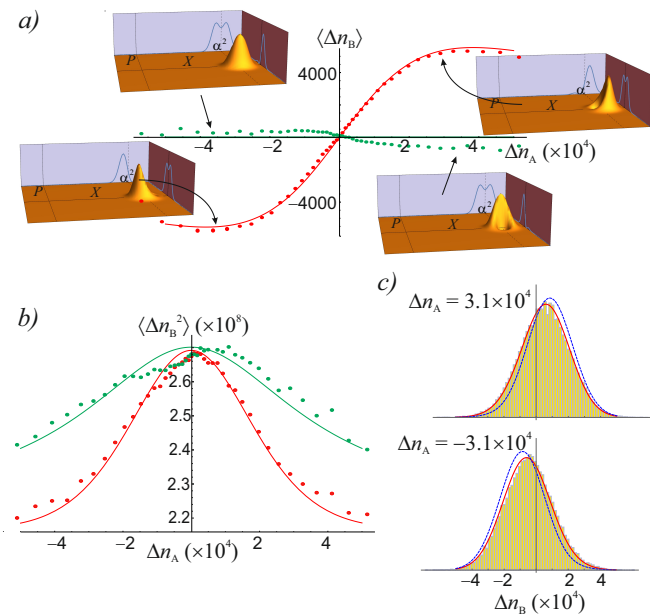 a)
⟨Δn_B⟩
P X α²
4000
P X α²
−4 −2 2 4
Δn_A (×10⁴)
P X α²
−4000
P X α²
b)
⟨Δn_B²⟩ (×10⁸)
2.6
2.5
2.4
2.3
2.2
−4 −2 2 4
Δn_A (×10⁴)
c)
Δn_A = 3.1×10⁴
Δn_A = −3.1×10⁴
−4 −2 2 4
Δn_B (×10⁴)